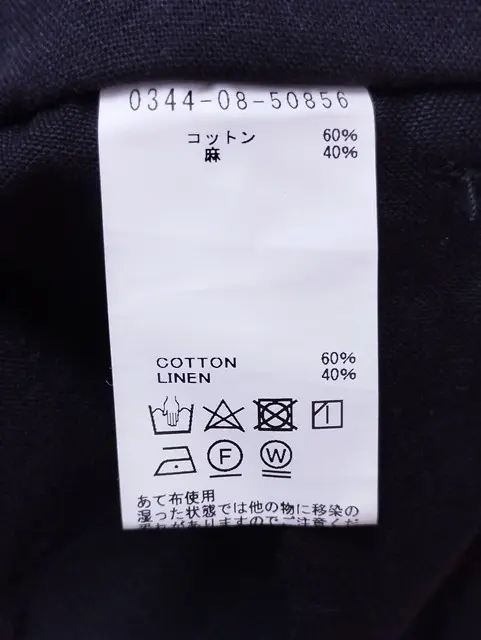 0344-08-50856
コットン 60%
麻 40%
COTTON 60%
LINEN 40%
F W
あて布使用
湿った状態では他の物に移染の